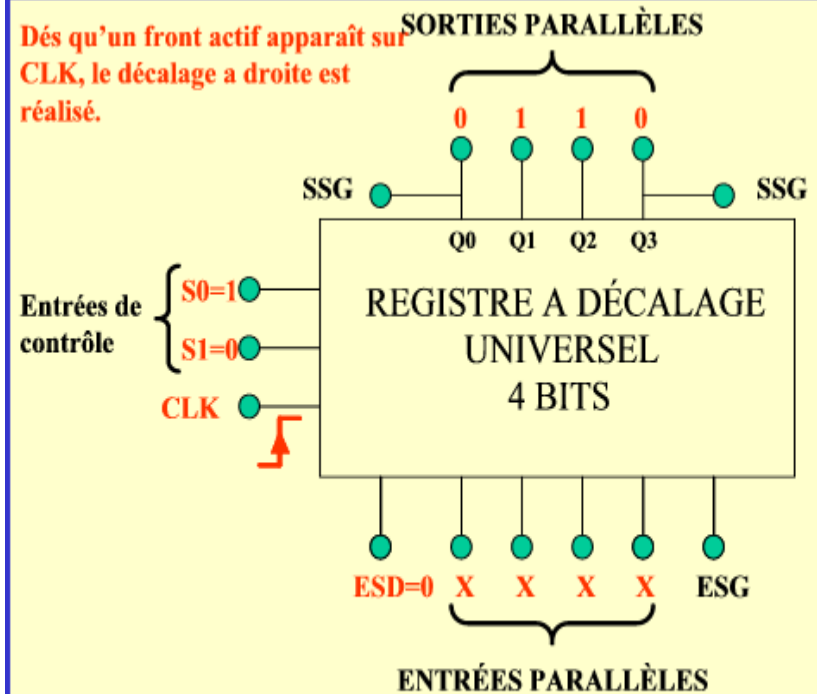 Dés qu'un front actif apparaît sur
CLK, le décalage a droite est
réalisé.
SORTIES PARALLÈLES
0 1 1 0
SSG
SSG
Q0 Q1 Q2 Q3
Entrées de
contrôle
S0=1
S1=0
CLK
REGISTRE A DÉCALAGE
UNIVERSEL
4 BITS
ESD=0 X X X X ESG
ENTRÉES PARALLÈLES